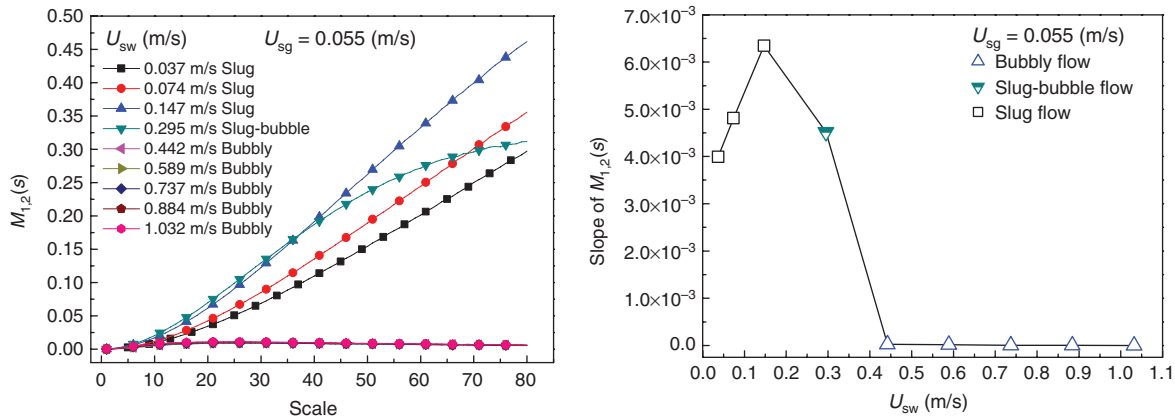 U_sw (m/s)
U_sg = 0.055 (m/s)
0.037 m/s Slug
0.074 m/s Slug
0.147 m/s Slug
0.295 m/s Slug-bubble
0.442 m/s Bubbly
0.589 m/s Bubbly
0.737 m/s Bubbly
0.884 m/s Bubbly
1.032 m/s Bubbly
0.50
0.45
0.40
0.35
0.30
0.25
0.20
0.15
0.10
0.05
0.00
M_1,2(s)
0 10 20 30 40 50 60 70 80
Scale
U_sg = 0.055 (m/s)
Bubbly flow
Slug-bubble flow
Slug flow
7.0×10⁻³
6.0×10⁻³
5.0×10⁻³
4.0×10⁻³
3.0×10⁻³
2.0×10⁻³
1.0×10⁻³
0.0
Slope of M_1,2(s)
0.0 0.1 0.2 0.3 0.4 0.5 0.6 0.7 0.8 0.9 1.0 1.1
U_sw (m/s)